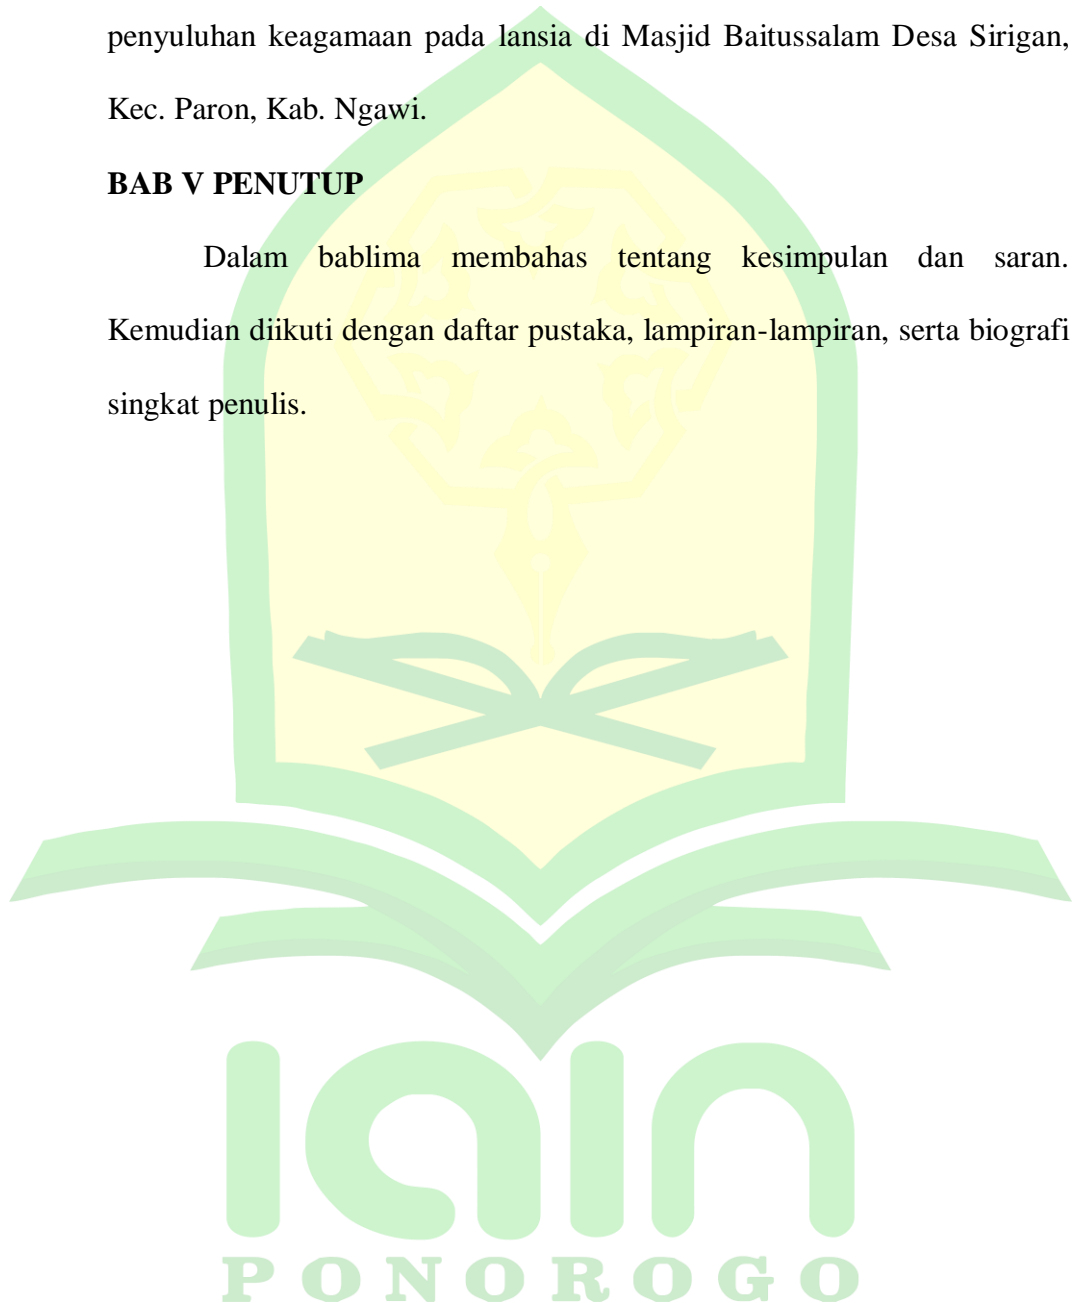 penyuluhan keagamaan pada lansia di Masjid Baitussalam Desa Sirigan,
Kec. Paron, Kab. Ngawi.
BAB V PENUTUP
Dalam bablima membahas tentang kesimpulan dan saran.
Kemudian diikuti dengan daftar pustaka, lampiran-lampiran, serta biografi
singkat penulis.
iain
PONOROGO